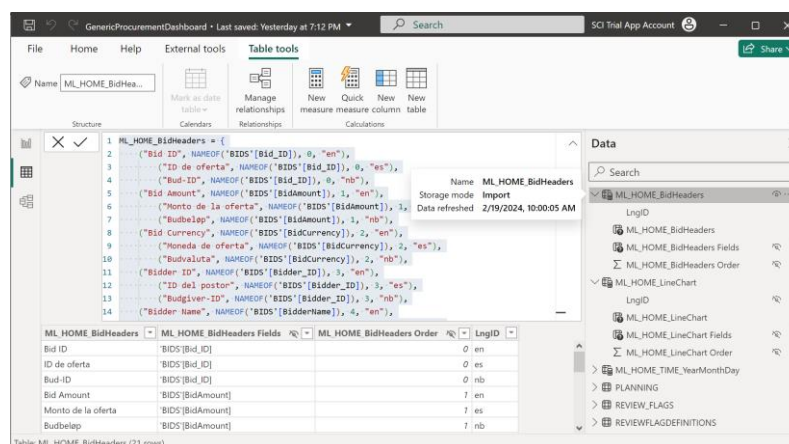 GenericProcurementDashboard • Last saved: Yesterday at 7:12 PM
Search
SCI Trial App Account
File Home Help External tools Table tools
Share
Name ML_HOME_BidHea...
Mark as date table
Manage relationships
New measure
Quick measure
New column
New table
Structure Calendars Relationships Calculations
1 ML_HOME_BidHeaders = {
2 ("Bid ID", NAMEOF('BIDS'[Bid_ID]), 0, "en"),
3 ("ID de oferta", NAMEOF('BIDS'[Bid_ID]), 0, "es"),
4 ("Bud-ID", NAMEOF('BIDS'[Bid_ID]), 0, "nb"),
5 ("Bid Amount", NAMEOF('BIDS'[BidAmount]), 1, "en"),
6 ("Monto de la oferta", NAMEOF('BIDS'[BidAmount]), 1,
7 ("Budbeløp", NAMEOF('BIDS'[BidAmount]), 1, "nb"),
8 ("Bid Currency", NAMEOF('BIDS'[BidCurrency]), 2, "en"),
9 ("Moneda de oferta", NAMEOF('BIDS'[BidCurrency]), 2, "es"),
10 ("Budvaluta", NAMEOF('BIDS'[BidCurrency]), 2, "nb"),
11 ("Bidder ID", NAMEOF('BIDS'[Bidder_ID]), 3, "en"),
12 ("ID del postor", NAMEOF('BIDS'[Bidder_ID]), 3, "es"),
13 ("Budgiver-ID", NAMEOF('BIDS'[Bidder_ID]), 3, "nb"),
14 ("Bidder Name", NAMEOF('BIDS'[BidderName]), 4, "en"),
Name ML_HOME_BidHeaders
Storage mode Import
Data refreshed 2/19/2024, 10:00:05 AM
ML_HOME_BidHeaders ML_HOME_BidHeaders Fields ML_HOME_BidHeaders Order LngID
Bid ID 'BIDS'[Bid_ID] 0 en
ID de oferta 'BIDS'[Bid_ID] 0 es
Bud-ID 'BIDS'[Bid_ID] 0 nb
Bid Amount 'BIDS'[BidAmount] 1 en
Monto de la oferta 'BIDS'[BidAmount] 1 es
Budbeløp 'BIDS'[BidAmount] 1 nb
Table: ML_HOME_BidHeaders (21 rows)
Data
Search
ML_HOME_BidHeaders
LngID
ML_HOME_BidHeaders
ML_HOME_BidHeaders Fields
ML_HOME_BidHeaders Order
ML_HOME_LineChart
LngID
ML_HOME_LineChart
ML_HOME_LineChart Fields
ML_HOME_LineChart Order
ML_HOME_TIME_YearMonthDay
PLANNING
REVIEW_FLAGS
REVIEWFLAGDEFINITIONS